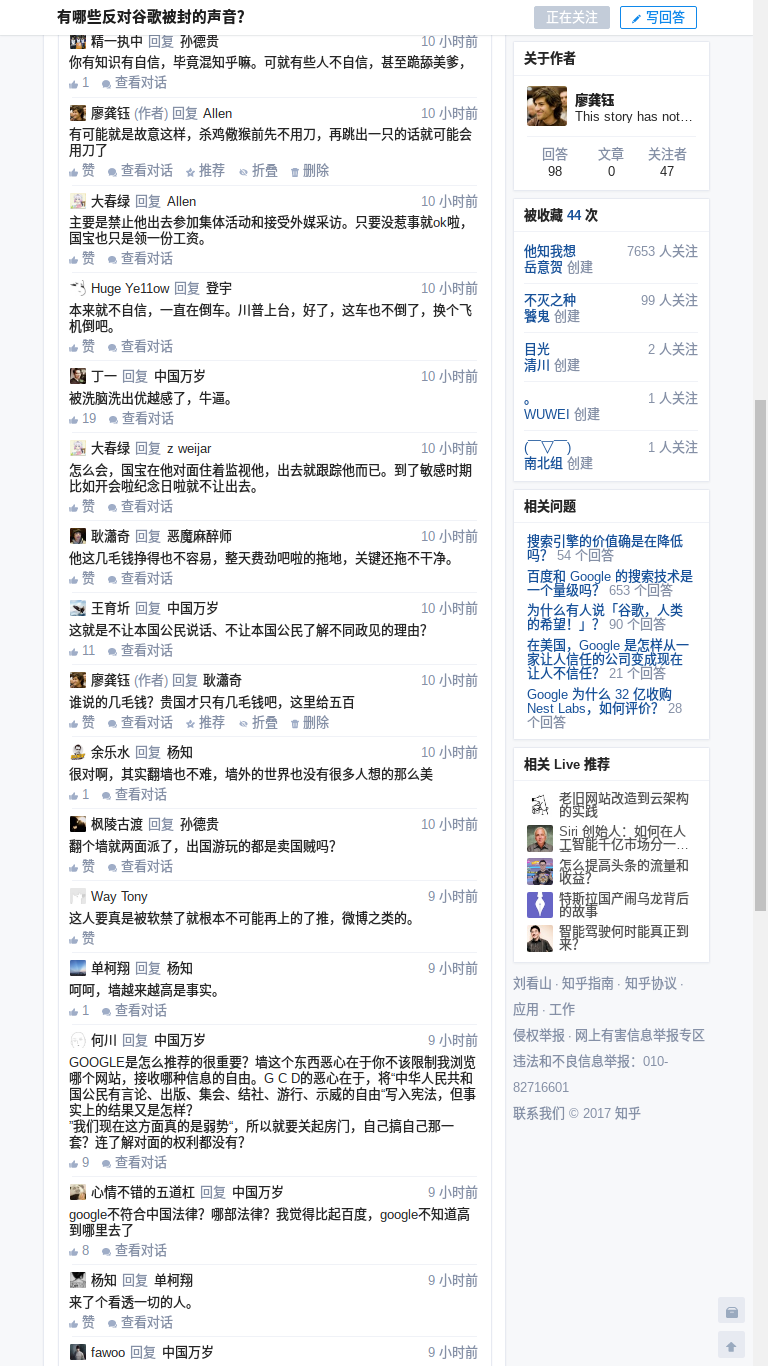 有哪些反对谷歌被封的声音?
正在关注
写回答
精一执中 回复 孙德贵 10 小时前
你有知识有自信，毕竟混知乎嘛。可就有些人不自信，甚至跪舔美爹，
1 查看对话
廖龚钰 (作者) 回复 Allen 10 小时前
有可能就是故意这样，杀鸡儆猴前先不用刀，再跳出一只的话就可能会
用刀了
赞 查看对话 推荐 折叠 删除
大春绿 回复 Allen 10 小时前
主要是禁止他出去参加集体活动和接受外媒采访。只要没惹事就ok啦，
国宝也只是领一份工资。
赞 查看对话
Huge Ye11ow 回复 登宇 10 小时前
本来就不自信，一直在倒车。川普上台，好了，这车也不倒了，换个飞
机倒吧。
赞 查看对话
丁一 回复 中国万岁 10 小时前
被洗脑洗出优越感了，牛逼。
19 查看对话
大春绿 回复 z weijar 10 小时前
怎么会，国宝在他对面住着监视他，出去就跟踪他而已。到了敏感时期
比如开会啦纪念日啦就不让出去。
赞 查看对话
耿潇奇 回复 恶魔麻醉师 10 小时前
他这几毛钱挣得也不容易，整天费劲吧啦的拖地，关键还拖不干净。
赞 查看对话
王育圻 回复 中国万岁 10 小时前
这就是不让本国公民说话、不让本国公民了解不同政见的理由？
11 查看对话
廖龚钰 (作者) 回复 耿潇奇 10 小时前
谁说的几毛钱？贵国才只有几毛钱吧，这里给五百
赞 查看对话 推荐 折叠 删除
余乐水 回复 杨知 10 小时前
很对啊，其实翻墙也不难，墙外的世界也没有很多人想的那么美
1 查看对话
枫陵古渡 回复 孙德贵 10 小时前
翻个墙就两面派了，出国游玩的都是卖国贼吗？
赞 查看对话
Way Tony 9 小时前
这人要真是被软禁了就根本不可能再上的了推，微博之类的。
赞
单柯翔 回复 杨知 9 小时前
呵呵，墙越来越高是事实。
1 查看对话
何川 回复 中国万岁 9 小时前
GOOGLE是怎么推荐的很重要？墙这个东西恶心在于你不该限制我浏览
哪个网站，接收哪种信息的自由。G C D的恶心在于，将“中华人民共和
国公民有言论、出版、集会、结社、游行、示威的自由“写入宪法，但事
实上的结果又是怎样？
”我们现在这方面真的是弱势“，所以就要关起房门，自己搞自己那一
套？连了解对面的权利都没有？
9 查看对话
心情不错的五道杠 回复 中国万岁 9 小时前
google不符合中国法律？哪部法律？我觉得比起百度，google不知道高
到哪里去了
8 查看对话
杨知 回复 单柯翔 9 小时前
来了个看透一切的人。
赞 查看对话
fawoo 回复 中国万岁 9 小时前
关于作者
廖龚钰
This story has not…
回答 文章 关注者
98 0 47
被收藏 44 次
他知我想 7653 人关注
岳意贺 创建
不灭之种 99 人关注
饕鬼 创建
目光 2 人关注
清川 创建
。 1 人关注
WUWEI 创建
(￣▽￣) 1 人关注
南北组 创建
相关问题
搜索引擎的价值确是在降低
吗？ 54 个回答
百度和 Google 的搜索技术是
一个量级吗？ 653 个回答
为什么有人说「谷歌，人类
的希望！」？ 90 个回答
在美国，Google 是怎样从一
家让人信任的公司变成现在
让人不信任？ 21 个回答
Google 为什么 32 亿收购
Nest Labs，如何评价？ 28
个回答
相关 Live 推荐
老旧网站改造到云架构
的实践
Siri 创始人：如何在人
工智能千亿市场分一…
怎么提高头条的流量和
收益？
特斯拉国产闹乌龙背后
的故事
智能驾驶何时能真正到
来？
刘看山 · 知乎指南 · 知乎协议 ·
应用 · 工作
侵权举报 · 网上有害信息举报专区
违法和不良信息举报：010-
82716601
联系我们 © 2017 知乎